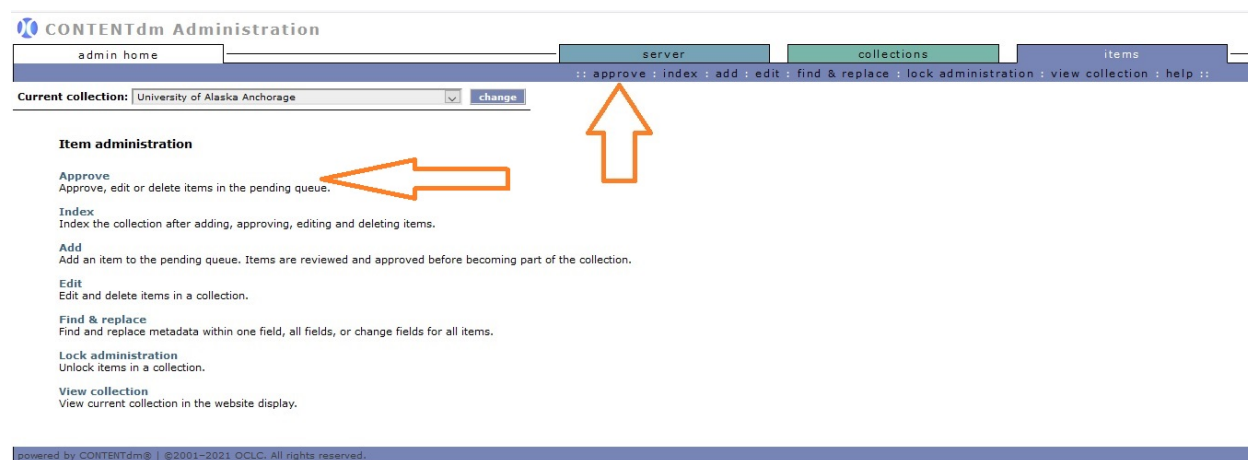 CONTENTdm Administration
admin home server collections items
:: approve : index : add : edit : find & replace : lock administration : view collection : help ::
Current collection: University of Alaska Anchorage change
Item administration
Approve
Approve, edit or delete items in the pending queue.
Index
Index the collection after adding, approving, editing and deleting items.
Add
Add an item to the pending queue. Items are reviewed and approved before becoming part of the collection.
Edit
Edit and delete items in a collection.
Find & replace
Find and replace metadata within one field, all fields, or change fields for all items.
Lock administration
Unlock items in a collection.
View collection
View current collection in the website display.
powered by CONTENTdm® | ©2001-2021 OCLC. All rights reserved.